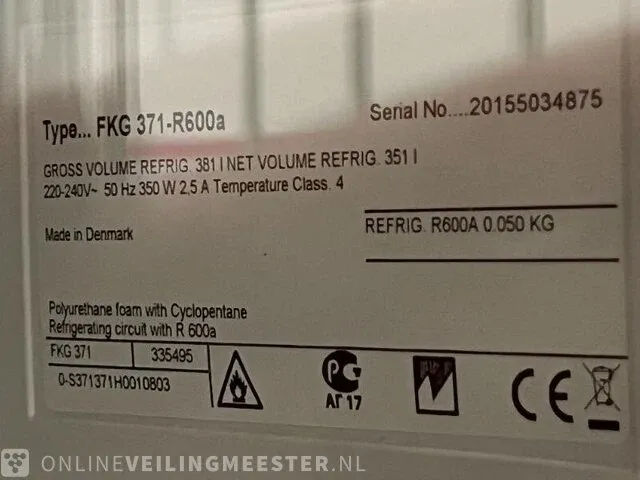 Type... FKG 371-R600a
Serial No....20155034875
GROSS VOLUME REFRIG. 381 l NET VOLUME REFRIG. 351 l
220-240V~ 50 Hz 350 W 2,5 A Temperature Class. 4
Made in Denmark
REFRIG. R600A 0.050 KG
Polyurethane foam with Cyclopentane
Refrigerating circuit with R 600a
FKG 371
335495
0-S371371H0010803
АГ 17
CE
ONLINEVEILINGMEESTER.NL